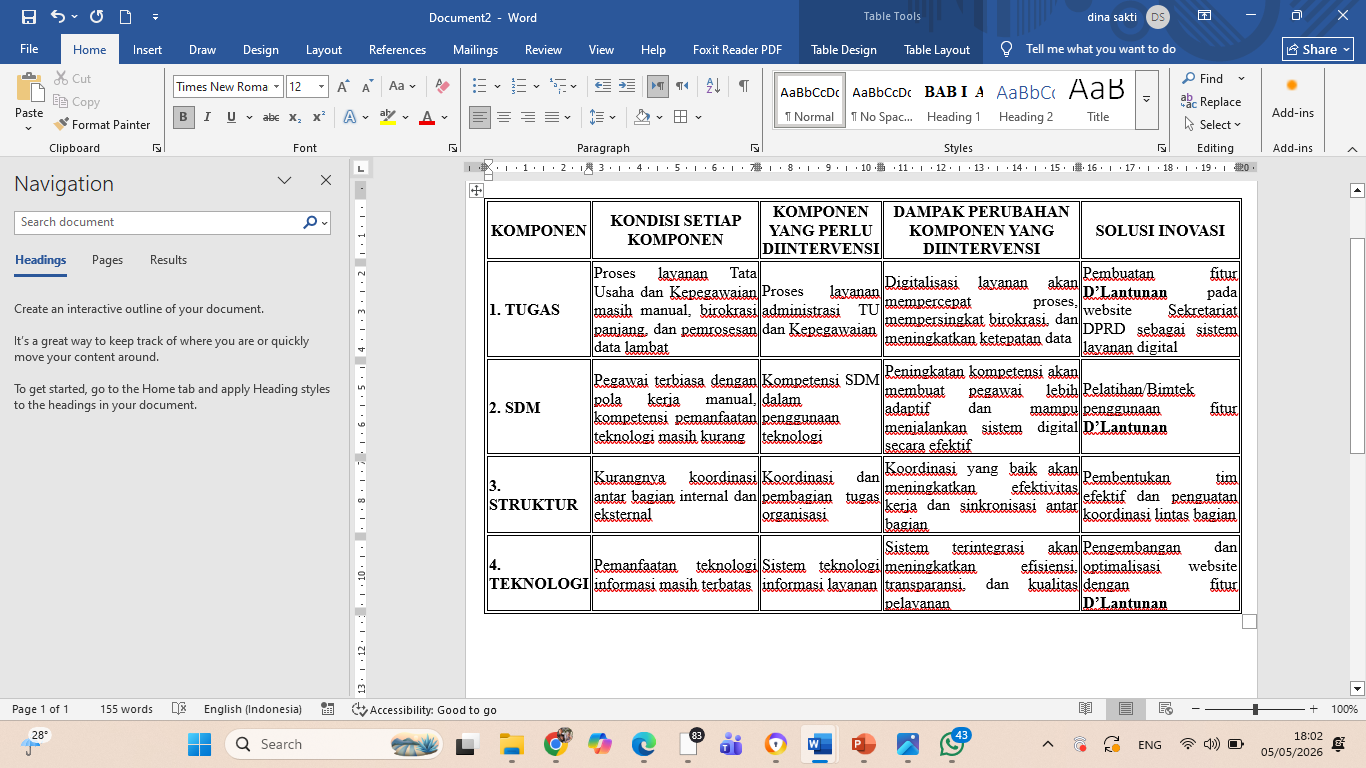 Document2 - Word
Table Tools
dina sakti
DS
File
Home
Insert
Draw
Design
Layout
References
Mailings
Review
View
Help
Foxit Reader PDF
Table Design
Table Layout
Tell me what you want to do
Share
Paste
Cut
Copy
Format Painter
Clipboard
Times New Roma
12
Font
Paragraph
AaBbCcDc
¶ Normal
AaBbCcDc
¶ No Spac...
BAB I A
Heading 1
AaBbCc
Heading 2
AaB
Title
Styles
Find
Replace
Select
Editing
Add-ins
Add-ins
Navigation
Search document
Headings
Pages
Results
Create an interactive outline of your document.
It's a great way to keep track of where you are or quickly
move your content around.
To get started, go to the Home tab and apply Heading styles
to the headings in your document.
KOMPONEN
KONDISI SETIAP
KOMPONEN
KOMPONEN
YANG PERLU
DIINTERVENSI
DAMPAK PERUBAHAN
KOMPONEN YANG
DIINTERVENSI
SOLUSI INOVASI
1. TUGAS
Proses layanan Tata
Usaha dan Kepegawaian
masih manual, birokrasi
panjang, dan pemrosesan
data lambat
Proses layanan
administrasi TU
dan Kepegawaian
Digitalisasi layanan akan
mempercepat proses,
mempersingkat birokrasi, dan
meningkatkan ketepatan data
Pembuatan fitur
D’Lantunan pada
website Sekretariat
DPRD sebagai sistem
layanan digital
2. SDM
Pegawai terbiasa dengan
pola kerja manual,
kompetensi pemanfaatan
teknologi masih kurang
Kompetensi SDM
dalam
penggunaan
teknologi
Peningkatan kompetensi akan
membuat pegawai lebih
adaptif dan mampu
menjalankan sistem digital
secara efektif
Pelatihan/Bimtek
penggunaan fitur
D’Lantunan
3.
STRUKTUR
Kurangnya koordinasi
antar bagian internal dan
eksternal
Koordinasi dan
pembagian tugas
organisasi
Koordinasi yang baik akan
meningkatkan efektivitas
kerja dan sinkronisasi antar
bagian
Pembentukan tim
efektif dan penguatan
koordinasi lintas bagian
4.
TEKNOLOGI
Pemanfaatan teknologi
informasi masih terbatas
Sistem teknologi
informasi layanan
Sistem terintegrasi akan
meningkatkan efisiensi,
transparansi, dan kualitas
pelayanan
Pengembangan dan
optimalisasi website
dengan fitur
D’Lantunan
Page 1 of 1
155 words
English (Indonesia)
Accessibility: Good to go
100%
28°
Search
83
43
ENG
18:02
05/05/2026